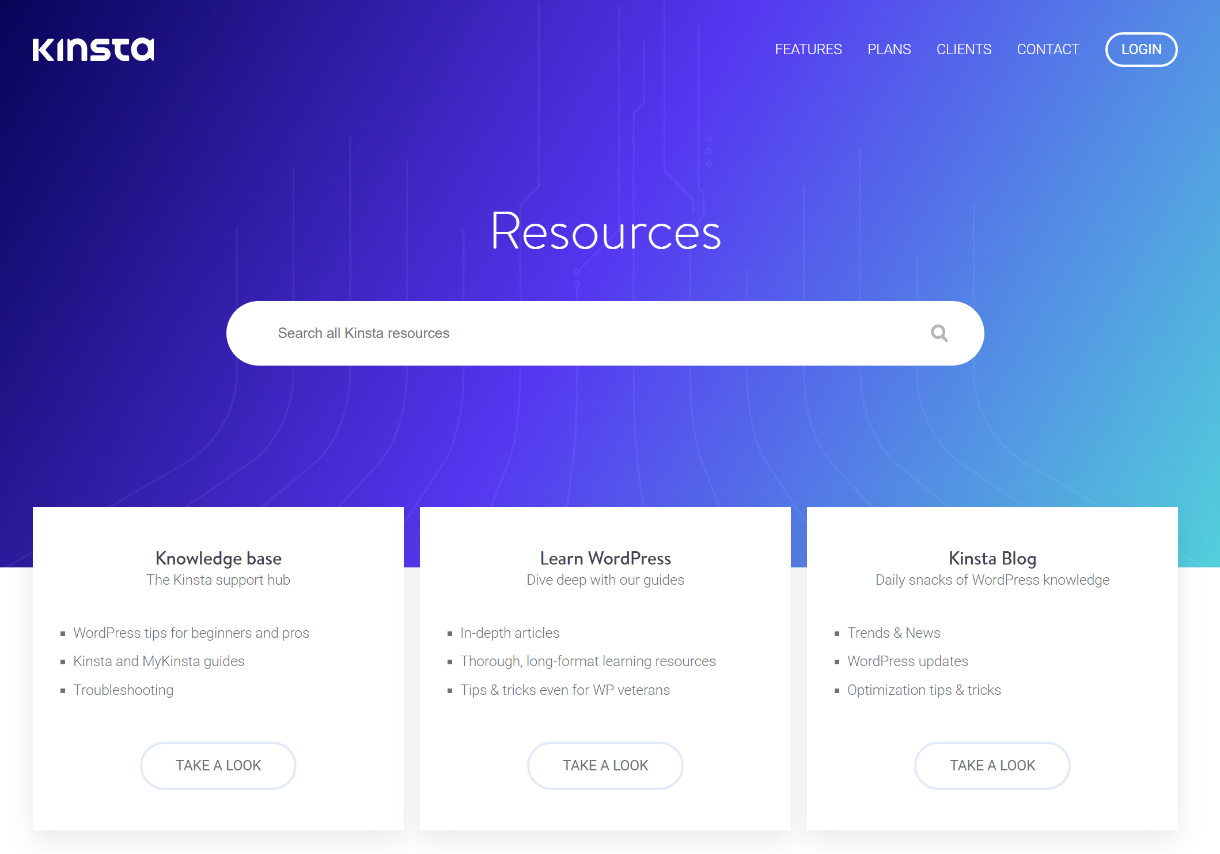 Kinsta
FEATURES PLANS CLIENTS CONTACT LOGIN
Resources
Search all Kinsta resources
Knowledge base
The Kinsta support hub
WordPress tips for beginners and pros
Kinsta and MyKinsta guides
Troubleshooting
TAKE A LOOK
Learn WordPress
Dive deep with our guides
In-depth articles
Thorough, long-format learning resources
Tips & tricks even for WP veterans
TAKE A LOOK
Kinsta Blog
Daily snacks of WordPress knowledge
Trends & News
WordPress updates
Optimization tips & tricks
TAKE A LOOK